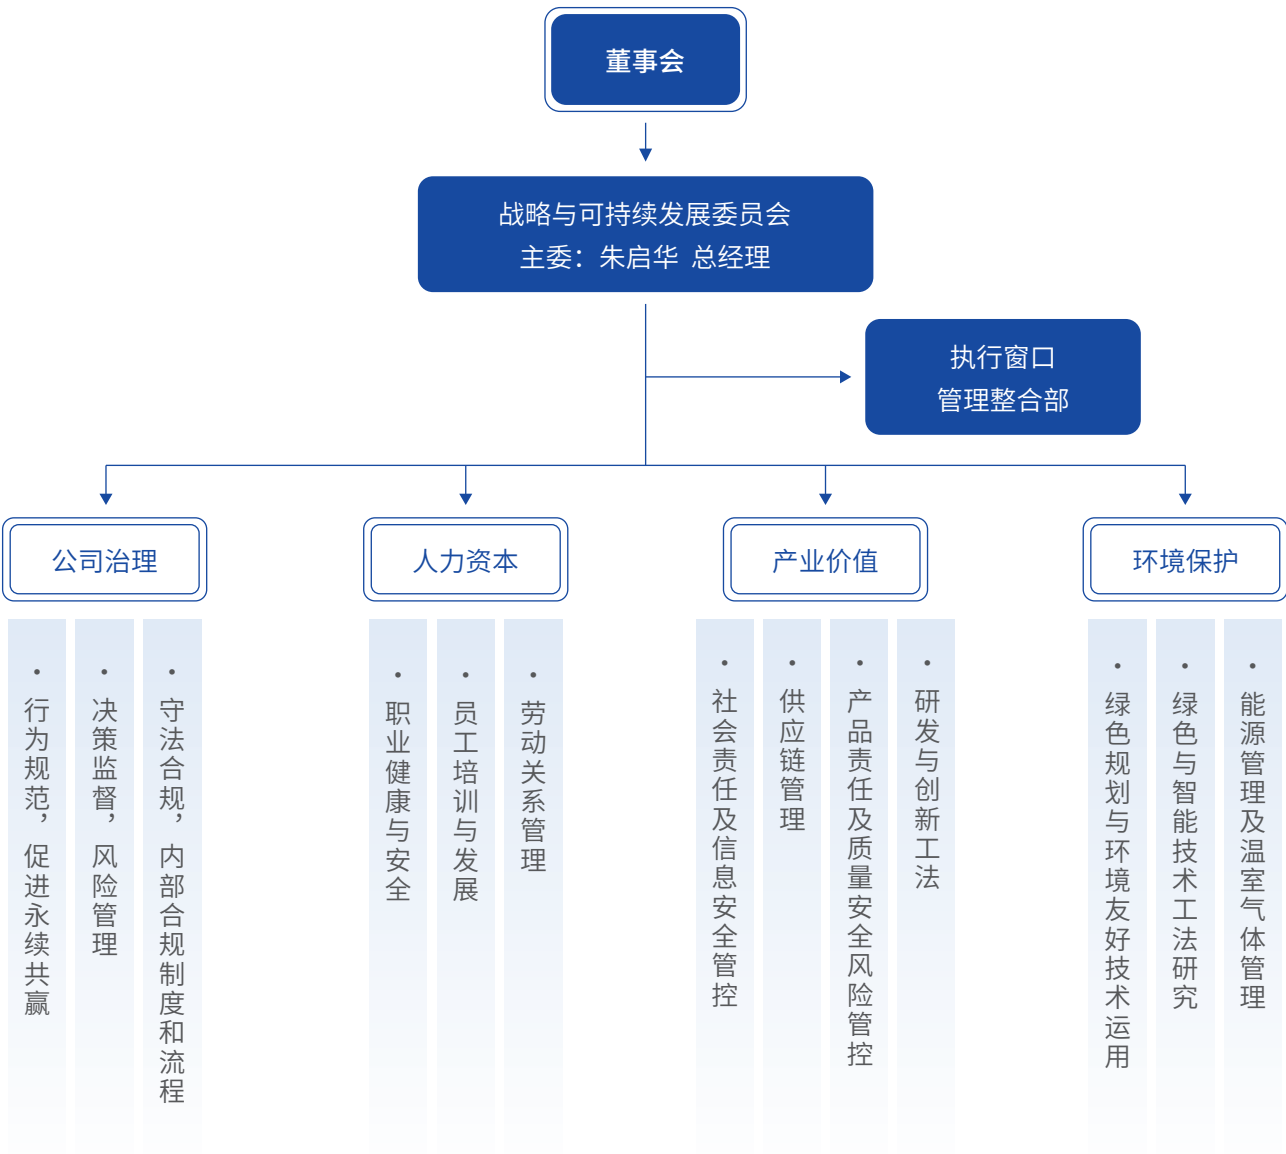 董事会
战略与可持续发展委员会
主委：朱启华 总经理
执行窗口
管理整合部
公司治理
人力资本
产业价值
环境保护
· 行为规范，促进永续共赢
· 决策监督，风险管理
· 守法合规，内部合规制度和流程
· 职业健康与安全
· 员工培训与发展
· 劳动关系管理
· 社会责任及信息安全管控
· 供应链管理
· 产品责任及质量安全风险管控
· 研发与创新工法
· 绿色规划与环境友好技术运用
· 绿色与智能技术工法研究
· 能源管理及温室气体管理